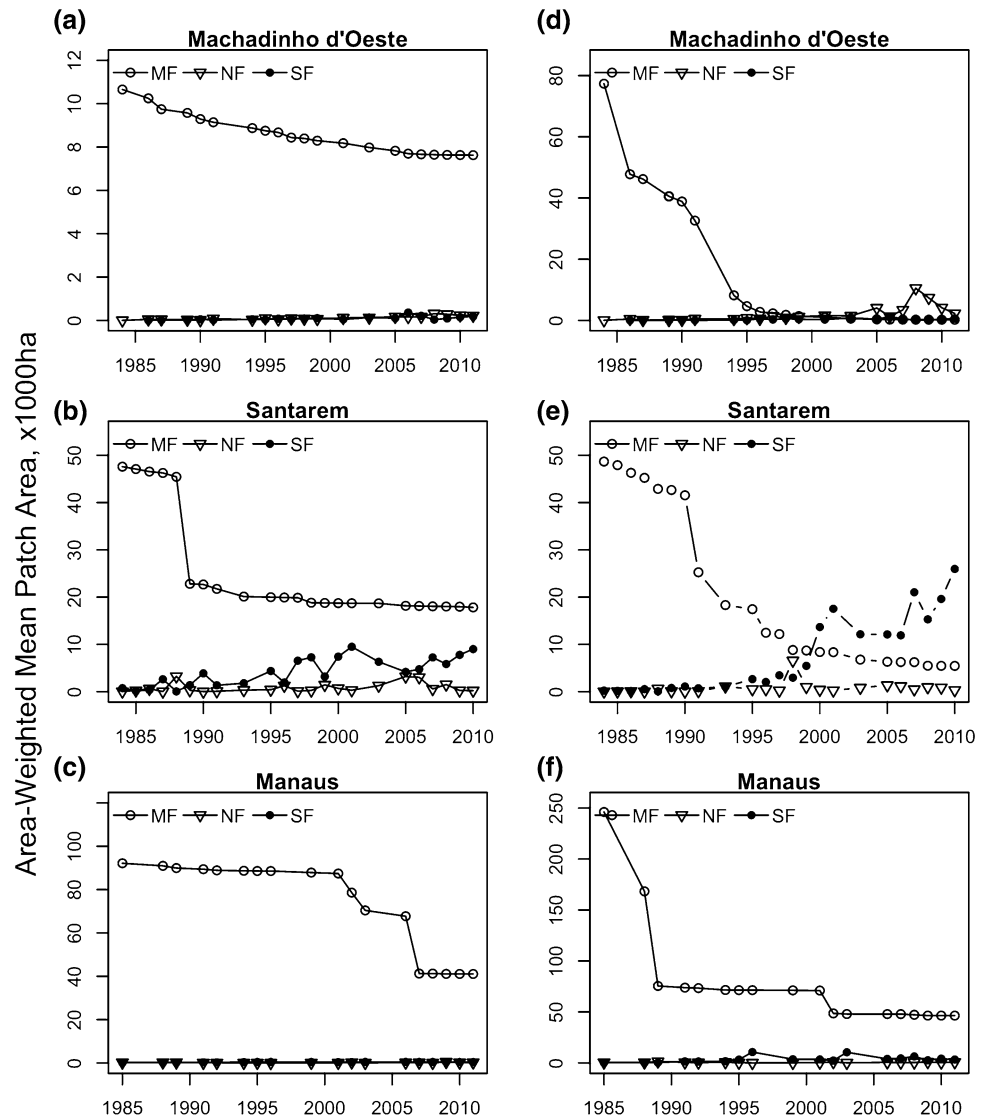 Area-Weighted Mean Patch Area, x1000ha
(a)
Machadinho d'Oeste
MF NF SF
12
10
8
6
4
2
0
1985 1990 1995 2000 2005 2010
(d)
Machadinho d'Oeste
MF NF SF
80
60
40
20
0
1985 1990 1995 2000 2005 2010
(b)
Santarem
MF NF SF
50
40
30
20
10
0
1985 1990 1995 2000 2005 2010
(e)
Santarem
MF NF SF
50
40
30
20
10
0
1985 1990 1995 2000 2005 2010
(c)
Manaus
MF NF SF
100
80
60
40
20
0
1985 1990 1995 2000 2005 2010
(f)
Manaus
MF NF SF
250
200
150
100
50
0
1985 1990 1995 2000 2005 2010